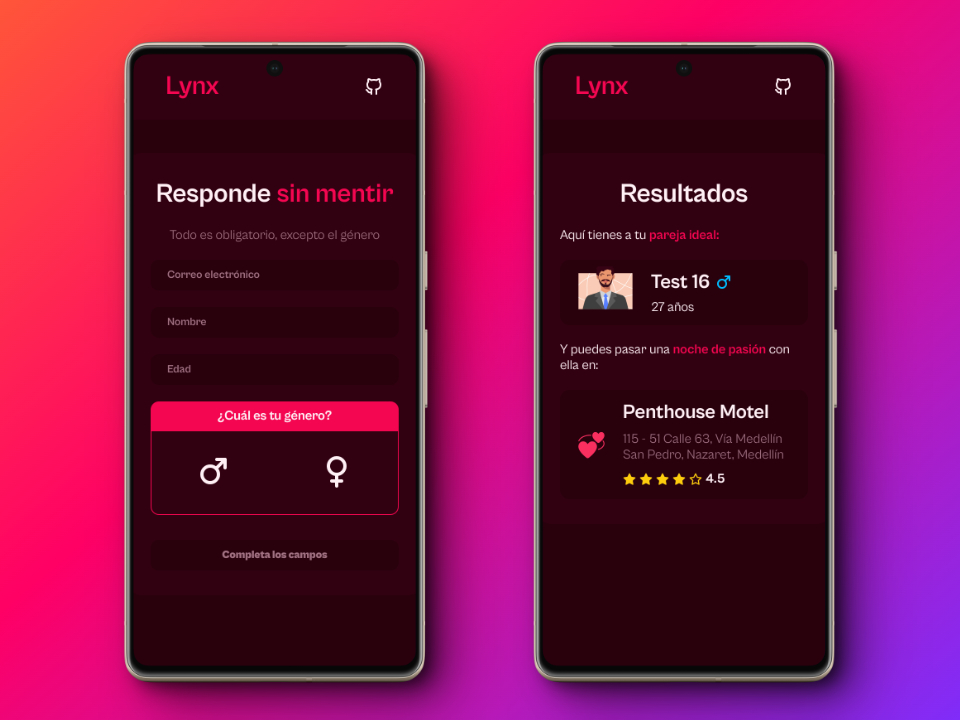 Lynx
Responde sin mentir
Todo es obligatorio, excepto el género
Correo electrónico
Nombre
Edad
¿Cuál es tu género?
Completa los campos
Lynx
Resultados
Aquí tienes a tu pareja ideal:
Test 16
27 años
Y puedes pasar una noche de pasión con
ella en:
Penthouse Motel
115 - 51 Calle 63, Vía Medellín
San Pedro, Nazaret, Medellín
4.5